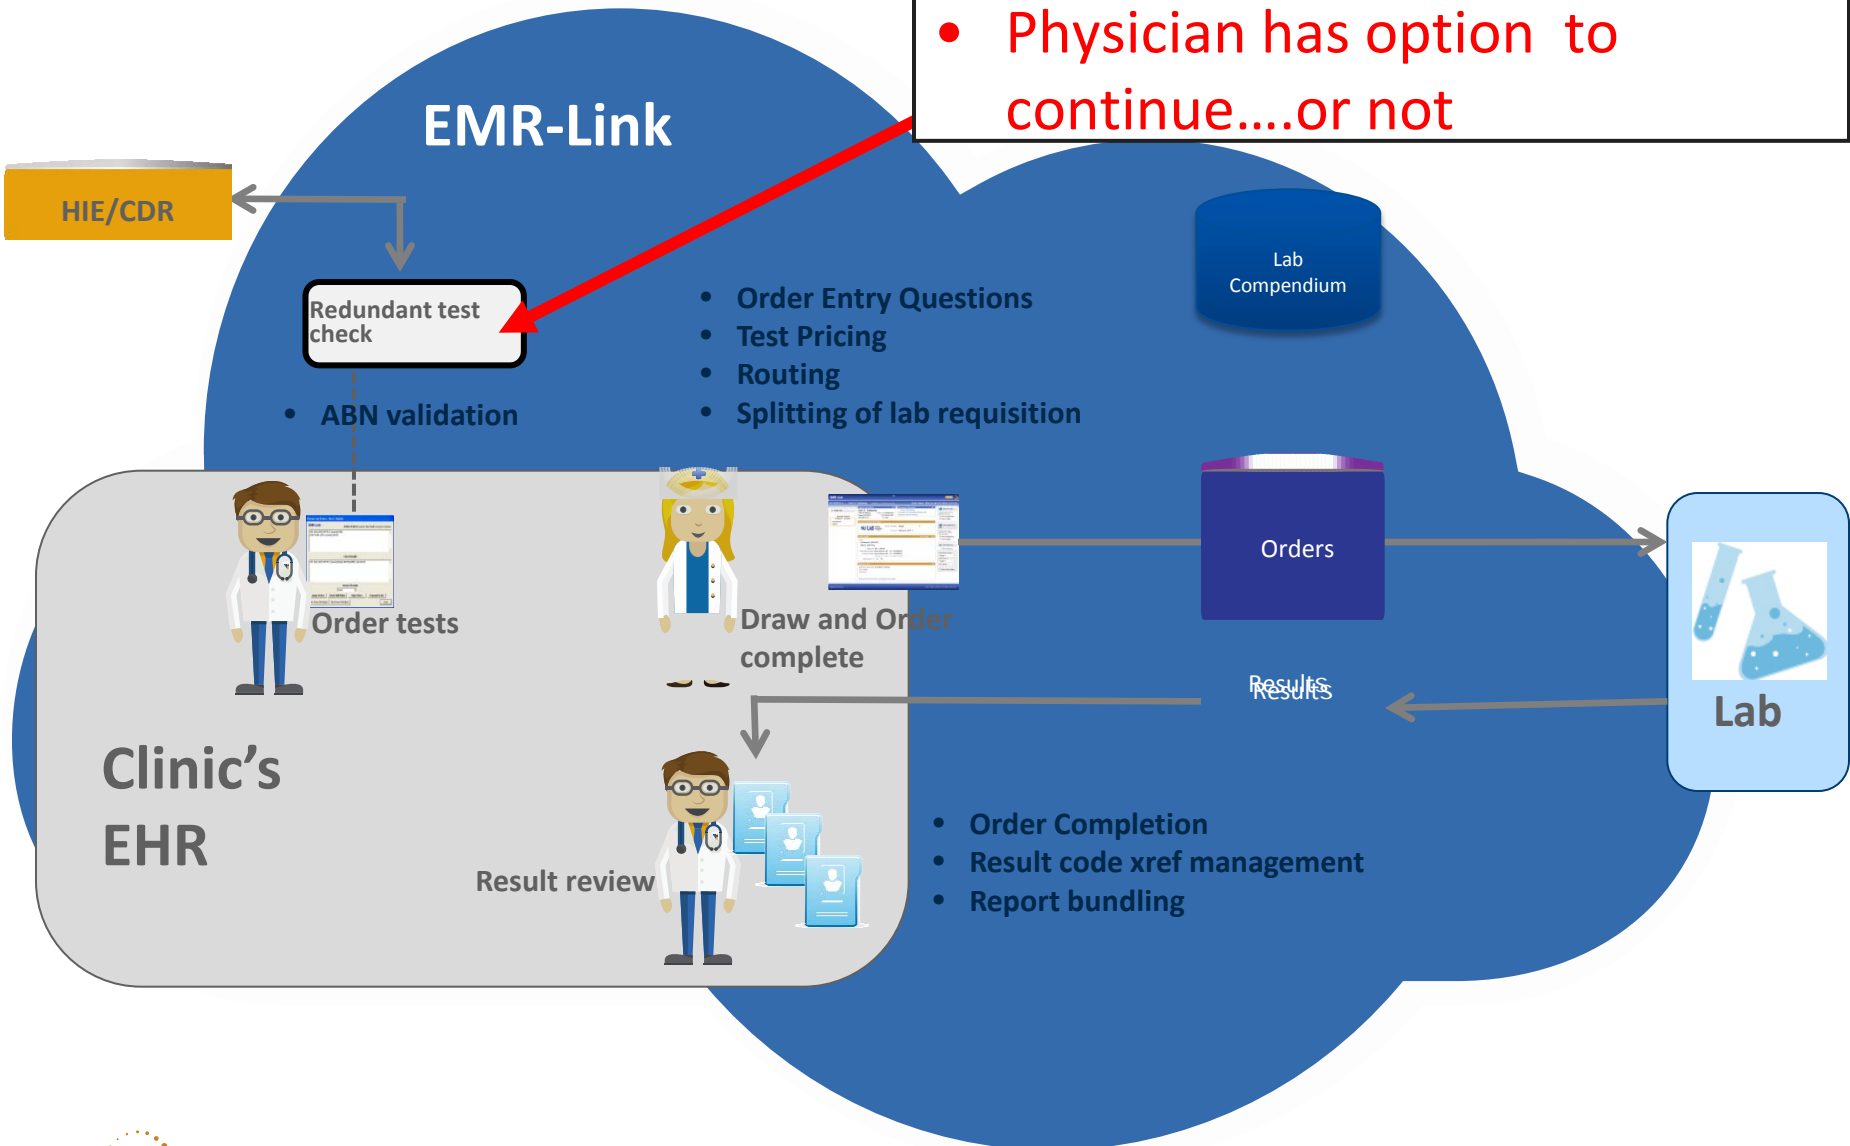 • Physician has option to
continue....or not
EMR-Link
HIE/CDR
Lab
Compendium
Redundant test
check
• Order Entry Questions
• Test Pricing
• Routing
• Splitting of lab requisition
• ABN validation
Orders
Order tests
Draw and Order
complete
Results
Results
Lab
Clinic’s
EHR
Result review
• Order Completion
• Result code xref management
• Report bundling